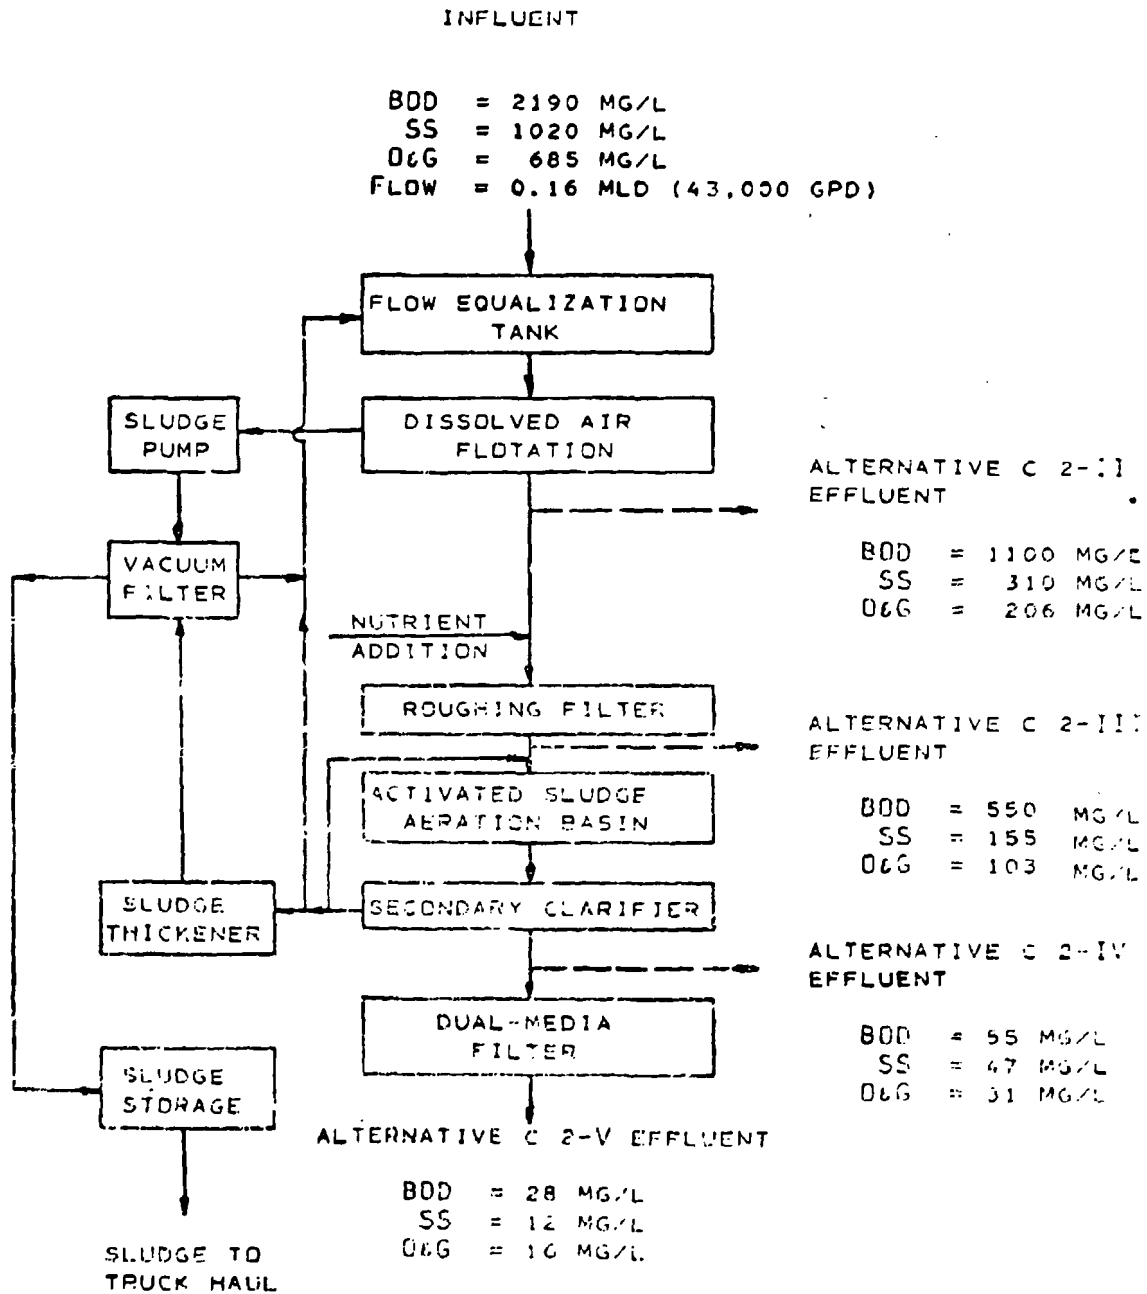 INFLUENT
BOD = 2190 MG/L
SS = 1020 MG/L
O&G = 685 MG/L
FLOW = 0.16 MLD (43,000 GPD)
FLOW EQUALIZATION
TANK
SLUDGE
PUMP
DISSOLVED AIR
FLOTATION
ALTERNATIVE C 2-II
EFFLUENT
BOD = 1100 MG/L
SS = 310 MG/L
O&G = 206 MG/L
VACUUM
FILTER
NUTRIENT
ADDITION
ROUGHING FILTER
ALTERNATIVE C 2-III
EFFLUENT
BOD = 550 MG/L
SS = 155 MG/L
O&G = 103 MG/L
ACTIVATED SLUDGE
AERATION BASIN
SLUDGE
THICKENER
SECONDARY CLARIFIER
ALTERNATIVE C 2-IV
EFFLUENT
BOD = 55 MG/L
SS = 47 MG/L
O&G = 31 MG/L
DUAL-MEDIA
FILTER
SLUDGE
STORAGE
ALTERNATIVE C 2-V EFFLUENT
BOD = 28 MG/L
SS = 12 MG/L
O&G = MG/L
SLUDGE TO
TRUCK HAUL